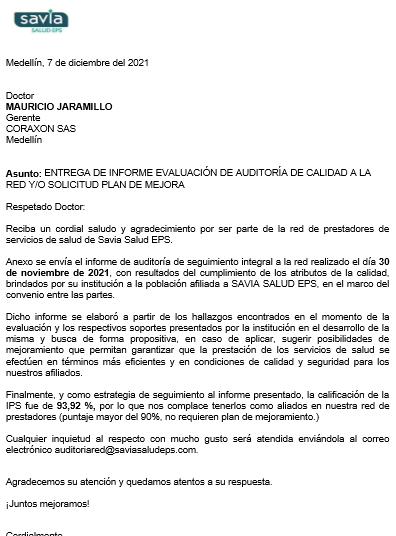 savia
SALUD EPS
Medellín, 7 de diciembre del 2021
Doctor
MAURICIO JARAMILLO
Gerente
CORAXON SAS
Medellín
Asunto: ENTREGA DE INFORME EVALUACIÓN DE AUDITORÍA DE CALIDAD A LA
RED Y/O SOLICITUD PLAN DE MEJORA
Respetado Doctor:
Reciba un cordial saludo y agradecimiento por ser parte de la red de prestadores de
servicios de salud de Savia Salud EPS.
Anexo se envía el informe de auditoría de seguimiento integral a la red realizado el día 30
de noviembre de 2021, con resultados del cumplimiento de los atributos de la calidad,
brindados por su institución a la población afiliada a SAVIA SALUD EPS, en el marco del
convenio entre las partes.
Dicho informe se elaboró a partir de los hallazgos encontrados en el momento de la
evaluación y los respectivos soportes presentados por la institución en el desarrollo de la
misma y busca de forma propositiva, en caso de aplicar, sugerir posibilidades de
mejoramiento que permitan garantizar que la prestación de los servicios de salud se
efectúen en términos más eficientes y en condiciones de calidad y seguridad para los
nuestros afiliados.
Finalmente, y como estrategia de seguimiento al informe presentado, la calificación de la
IPS fue de 93,92 %, por lo que nos complace tenerlos como aliados en nuestra red de
prestadores (puntaje mayor del 90%, no requieren plan de mejoramiento.)
Cualquier inquietud al respecto con mucho gusto será atendida enviándola al correo
electrónico auditoriared@saviasaludeps.com.
Agradecemos su atención y quedamos atentos a su respuesta.
¡Juntos mejoramos!
Cordialmente